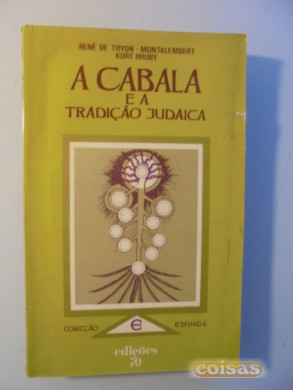 RENÉ DE TRYON - MONTALEMBERT
KURT HRUBY
A CABALA
E A
TRADIÇÃO JUDAICA
COLECÇÃO E ESFINGE
edições
70
coisas